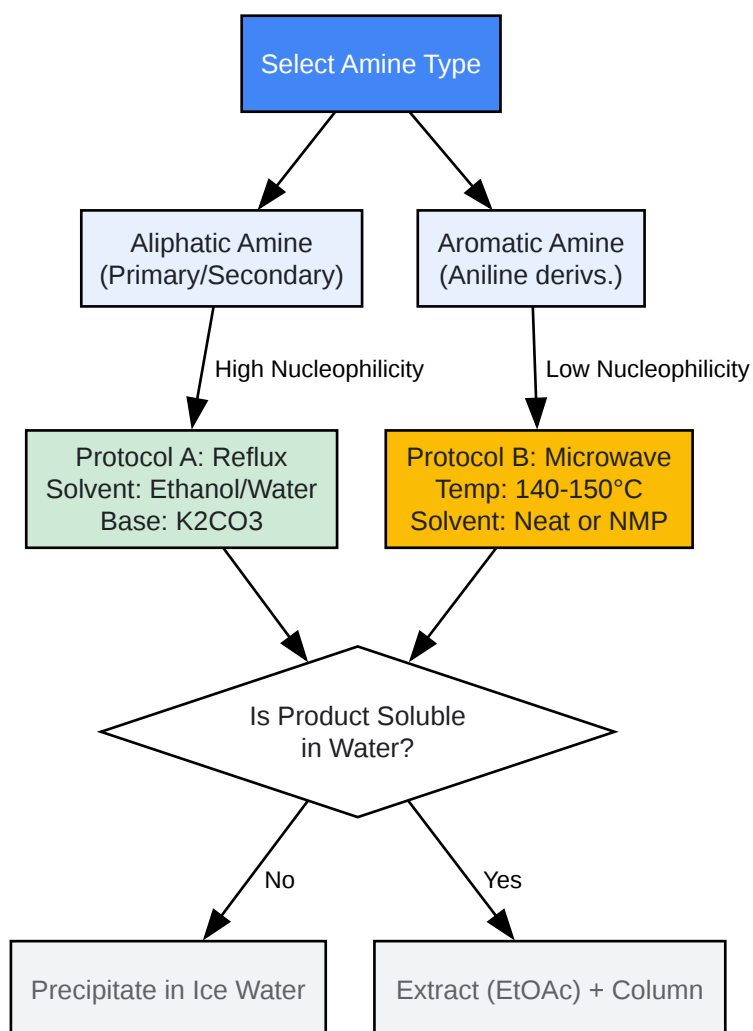 Select Amine Type
Aliphatic Amine
(Primary/Secondary)
Aromatic Amine
(Aniline derivs.)
High Nucleophilicity
Low Nucleophilicity
Protocol A: Reflux
Solvent: Ethanol/Water
Base: K2CO3
Protocol B: Microwave
Temp: 140-150°C
Solvent: Neat or NMP
Is Product Soluble
in Water?
No
Yes
Precipitate in Ice Water
Extract (EtOAc) + Column